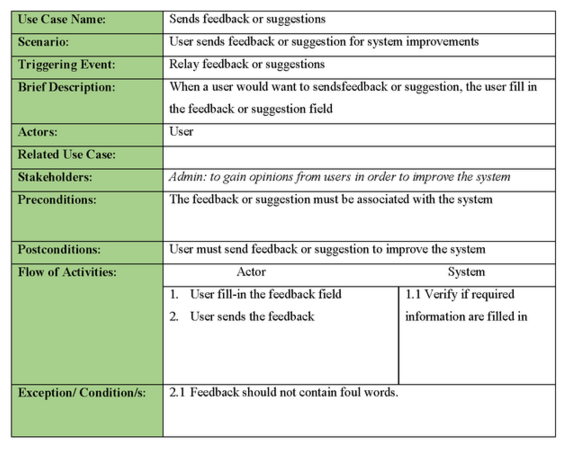 Use Case Name: Sends feedback or suggestions
Scenario: User sends feedback or suggestion for system improvements
Triggering Event: Relay feedback or suggestions
Brief Description: When a user would want to sendsfeedback or suggestion, the user fill in
the feedback or suggestion field
Actors: User
Related Use Case:
Stakeholders: Admin: to gain opinions from users in order to improve the system
Preconditions: The feedback or suggestion must be associated with the system
Postconditions: User must send feedback or suggestion to improve the system
Flow of Activities: Actor System
1. User fill-in the feedback field 1.1 Verify if required
2. User sends the feedback information are filled in
Exception/ Condition/s: 2.1 Feedback should not contain foul words.